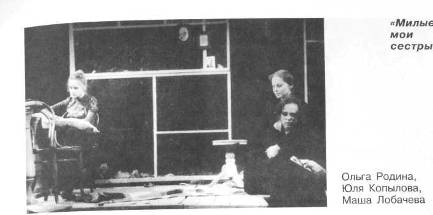 «Милые
мои
сестры
Ольга Родина,
Юля Копылова,
Маша Лобачева